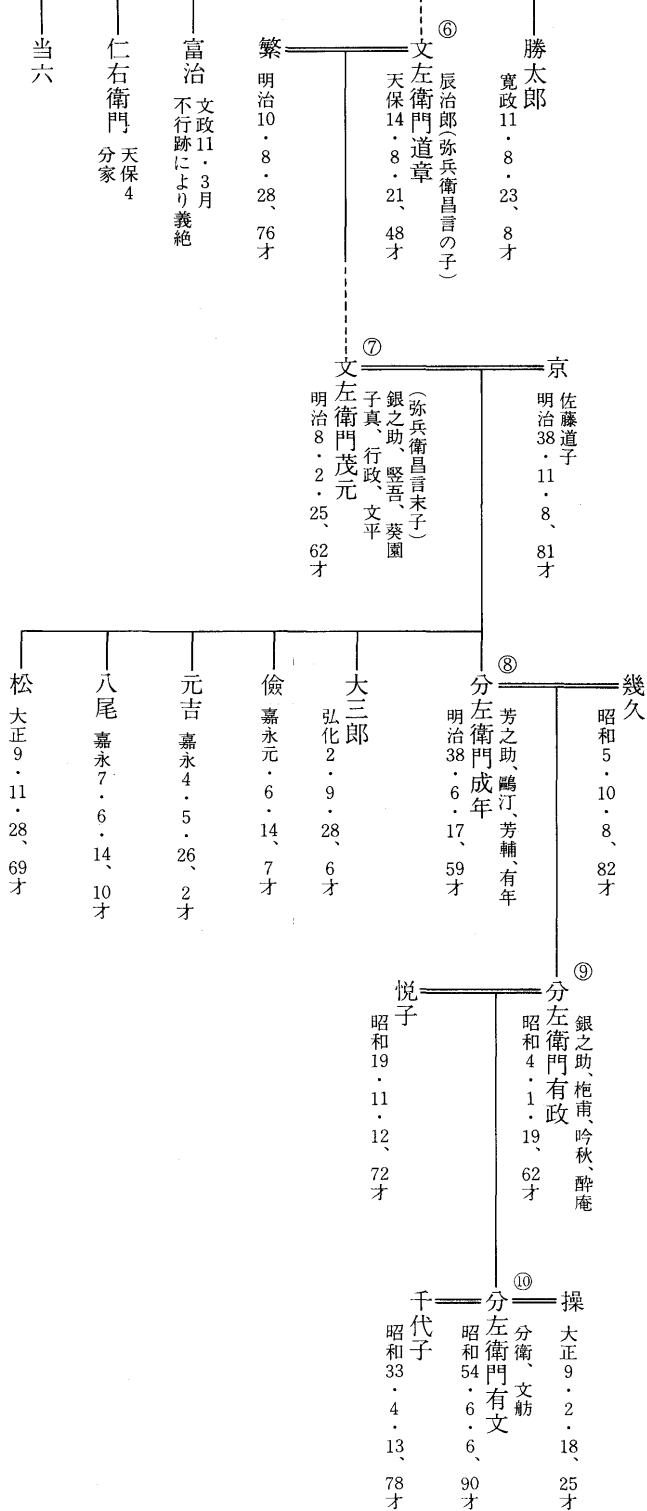 勝太郎
寛政11・8・23、8才
⑥
辰治郎(弥兵衛昌言の子)
文左衛門道章
天保14・8・21、48才
繁
明治10・8・28、76才
富治
文政11・3月
不行跡により義絶
仁右衛門
天保4
分家
当六
京
佐藤道子
明治38・11・8、81才
⑦
(弥兵衛昌言末子)
銀之助、竪吾、葵園
子真、行政、文平
文左衛門茂元
明治8・2・25、62才
幾久
昭和5・10・8、82才
⑧
芳之助、鷗汀、芳輔、有年
分左衛門成年
明治38・6・17、59才
大三郎
弘化2・9・28、6才
儉
嘉永元・6・14、7才
元吉
嘉永4・5・26、2才
八尾
嘉永7・6・14、10才
松
大正9・11・28、69才
⑨
銀之助、栬甫、吟秋、酔庵
分左衛門有政
昭和4・1・19、62才
悦子
昭和19・11・12、72才
操
大正9・2・18、25才
⑩
分衛、文舫
分左衛門有文
昭和54・6・6、90才
千代子
昭和33・4・13、78才